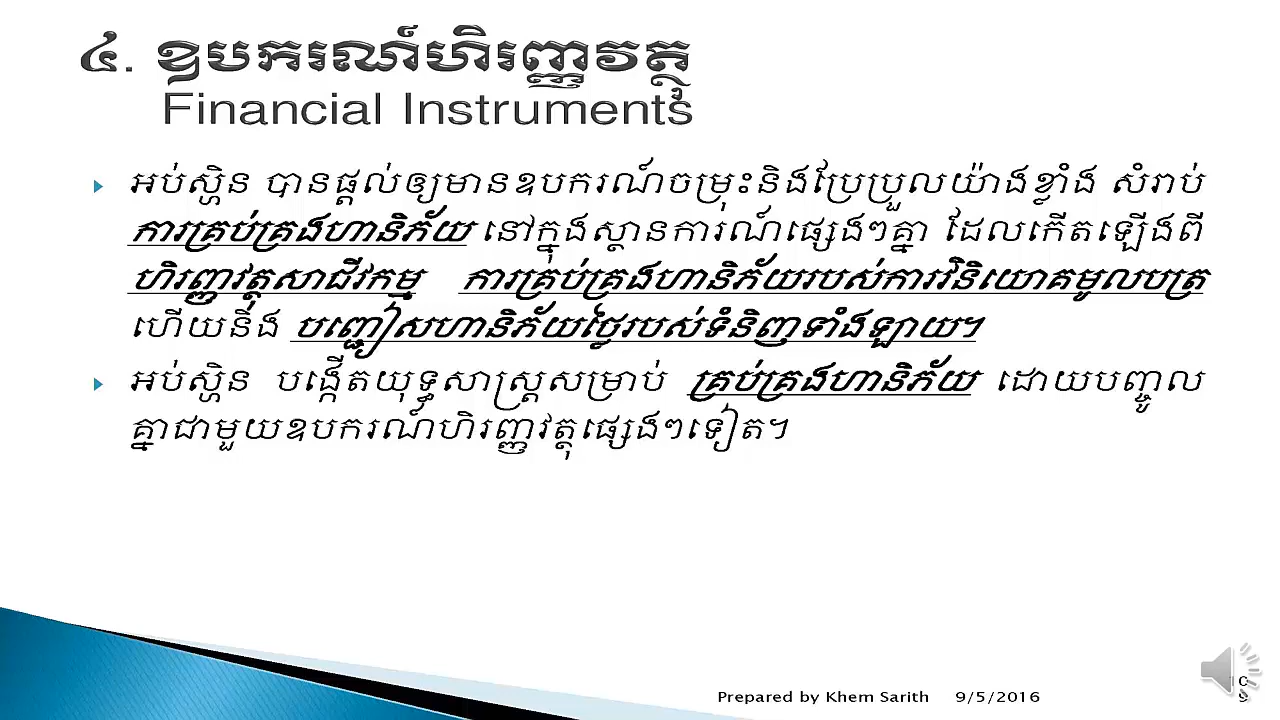 ៤. ឧបករណ៍ហិរញ្ញវត្ថុ
Financial Instruments
អប់ស្ហិន បានផ្តល់ឲ្យមានឧបករណ៍ចម្រុះនិងប្រែប្រួលយ៉ាងខ្លាំង សំរាប់
ការគ្រប់គ្រងហានិភ័យ នៅក្នុងស្ថានការណ៍ផ្សេងៗគ្នា ដែលកើតឡើងពី
ហិរញ្ញវត្ថុសាជីវកម្ម ការគ្រប់គ្រងហានិភ័យរបស់ការវិនិយោគមូលបត្រ
ហើយនិង បញ្ជៀសហានិភ័យថ្លៃរបស់ទំនិញទាំងឡាយ។
អប់ស្ហិន បង្កើតយុទ្ធសាស្រ្តសម្រាប់ គ្រប់គ្រងហានិភ័យ ដោយបញ្ចូល
គ្នាជាមួយឧបករណ៍ហិរញ្ញវត្ថុផ្សេងៗទៀត។
Prepared by Khem Sarith 9/5/2016